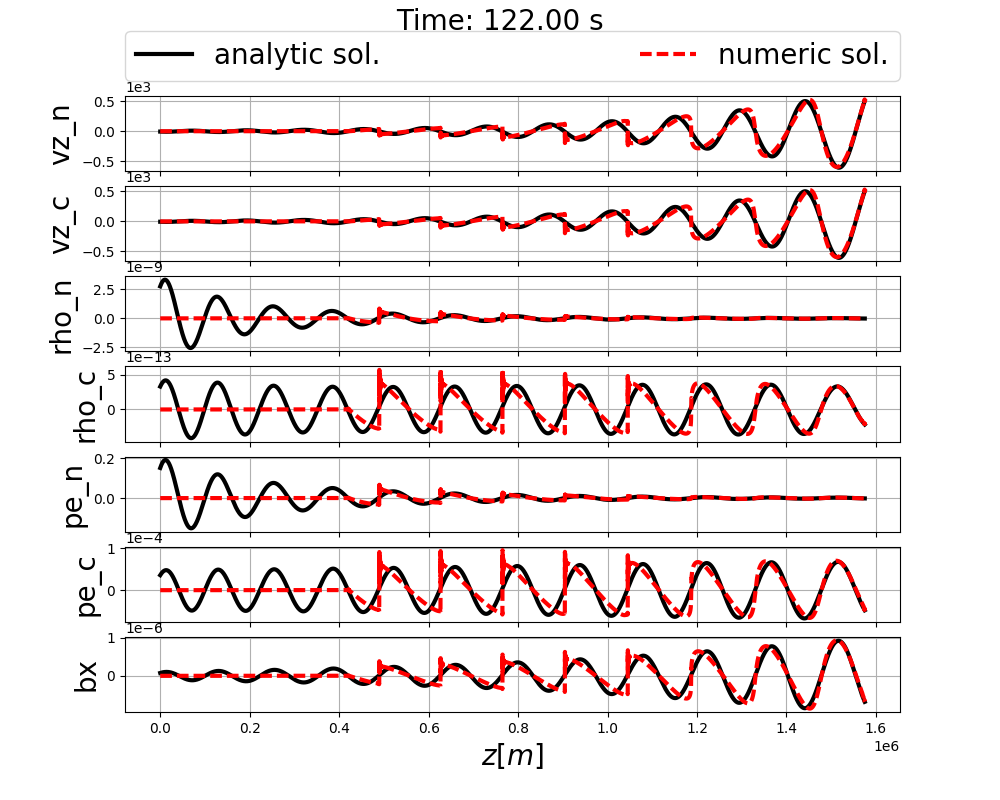 Time: 122.00 s
analytic sol. numeric sol.
1e3
vz_n
0.5
0.0
−0.5
1e3
vz_c
0.5
0.0
−0.5
1e−9
rho_n
2.5
0.0
−2.5
1e−13
rho_c
5
0
pe_n
0.2
0.0
1e−4
pe_c
1
0
1e−6
bx
1
0
0.0 0.2 0.4 0.6 0.8 1.0 1.2 1.4 1.6
1e6
z[m]